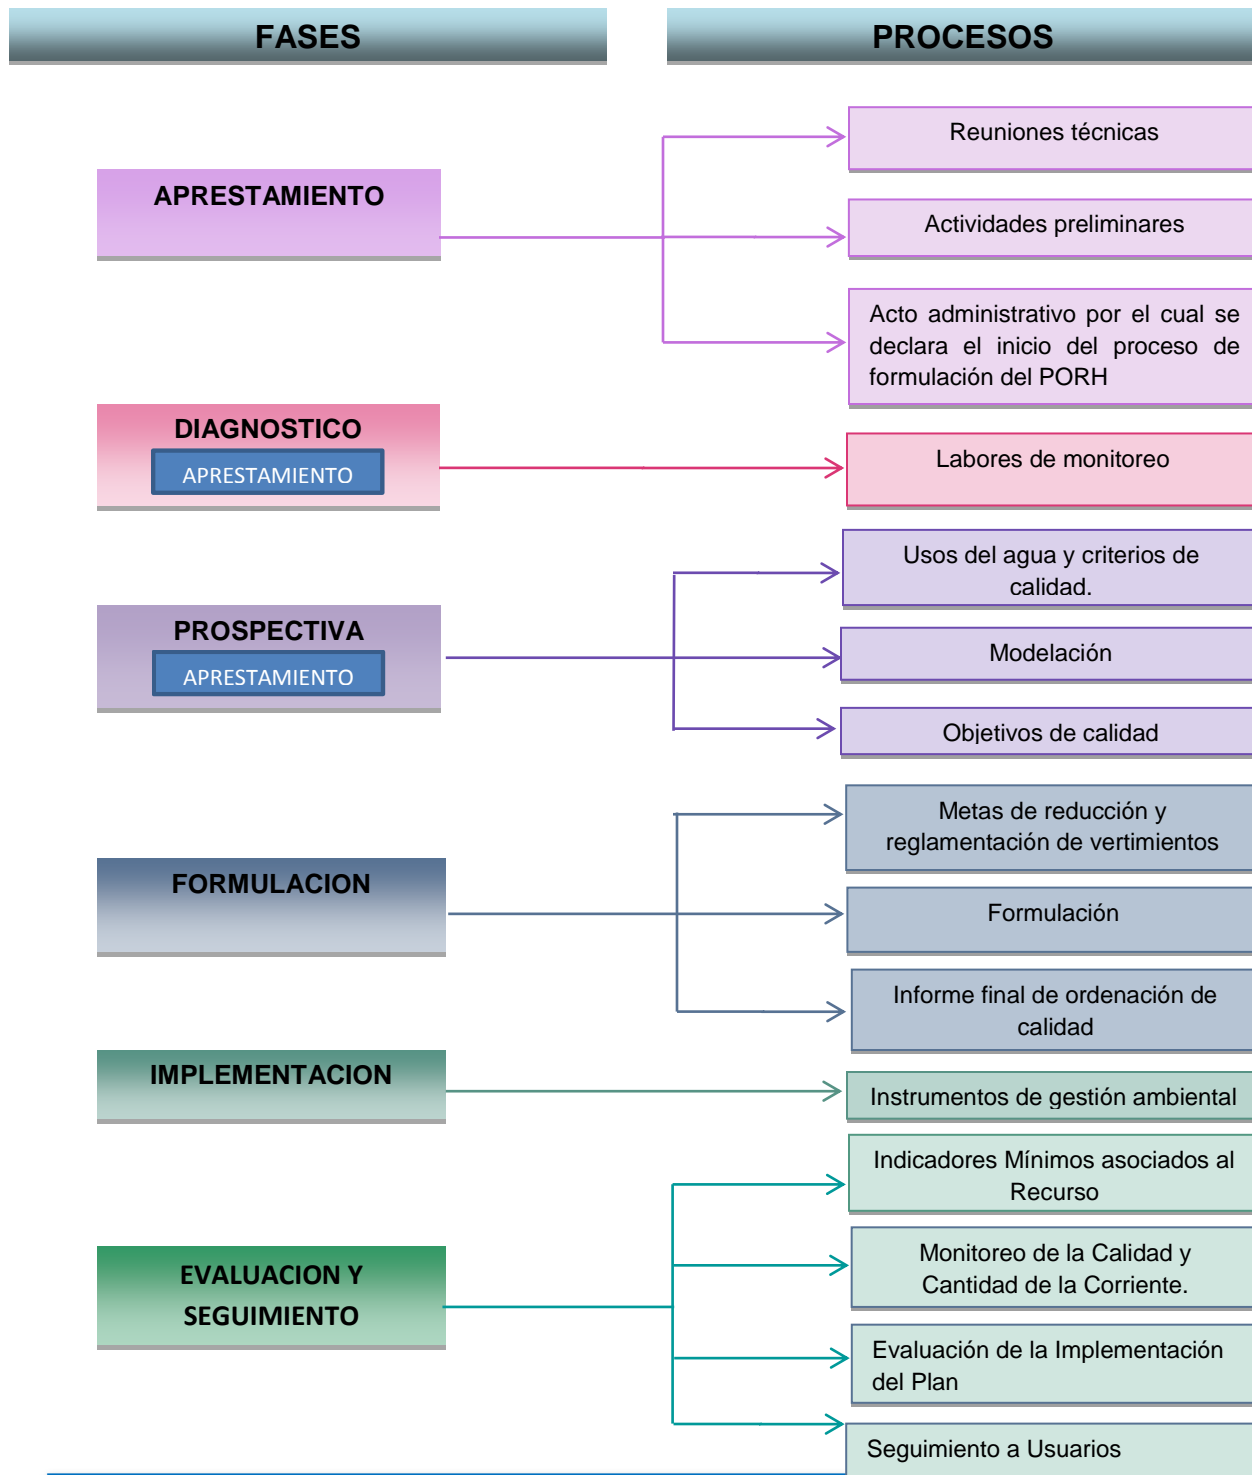 FASES
PROCESOS
APRESTAMIENTO
Reuniones técnicas
Actividades preliminares
Acto administrativo por el cual se
declara el inicio del proceso de
formulación del PORH
DIAGNOSTICO
APRESTAMIENTO
Labores de monitoreo
PROSPECTIVA
APRESTAMIENTO
Usos del agua y criterios de
calidad.
Modelación
Objetivos de calidad
FORMULACION
Metas de reducción y
reglamentación de vertimientos
Formulación
Informe final de ordenación de
calidad
IMPLEMENTACION
Instrumentos de gestión ambiental
EVALUACION Y
SEGUIMIENTO
Indicadores Mínimos asociados al
Recurso
Monitoreo de la Calidad y
Cantidad de la Corriente.
Evaluación de la Implementación
del Plan
Seguimiento a Usuarios